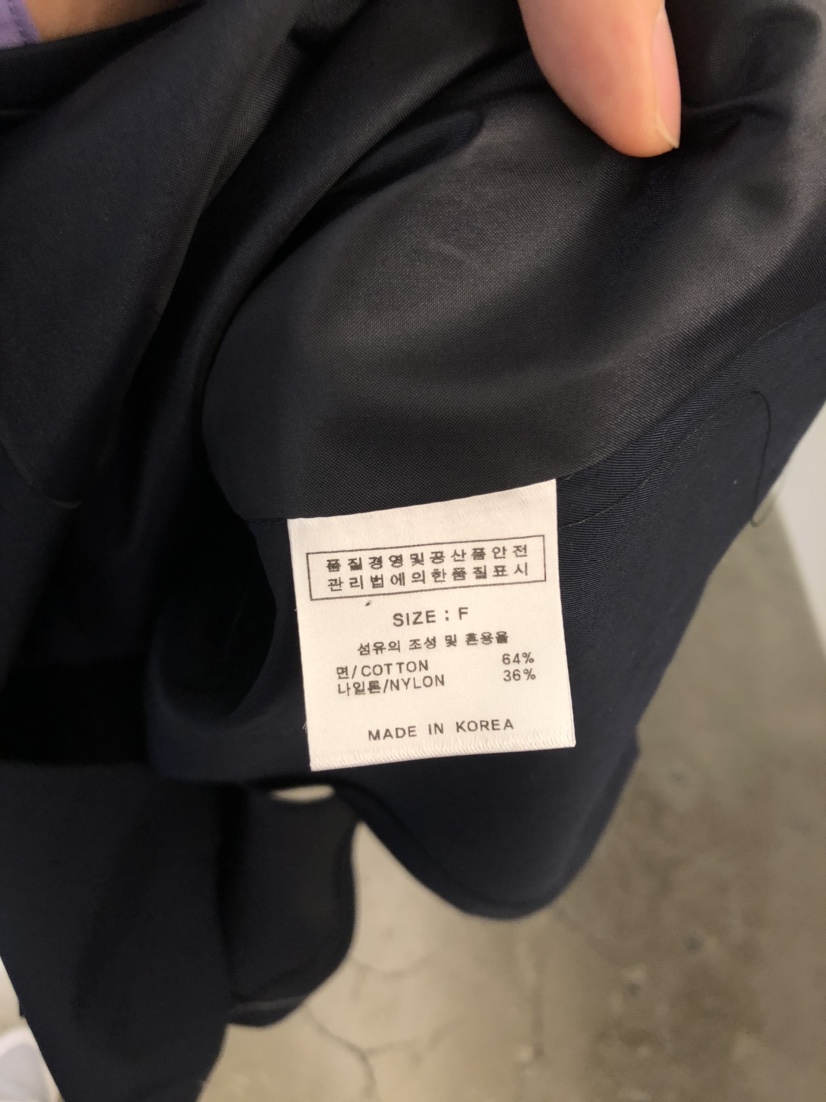 품질경영및공산품안전
관리법에의한품질표시
SIZE : F
섬유의 조성 및 혼용율
면/COTTON 64%
나일론/NYLON 36%
MADE IN KOREA